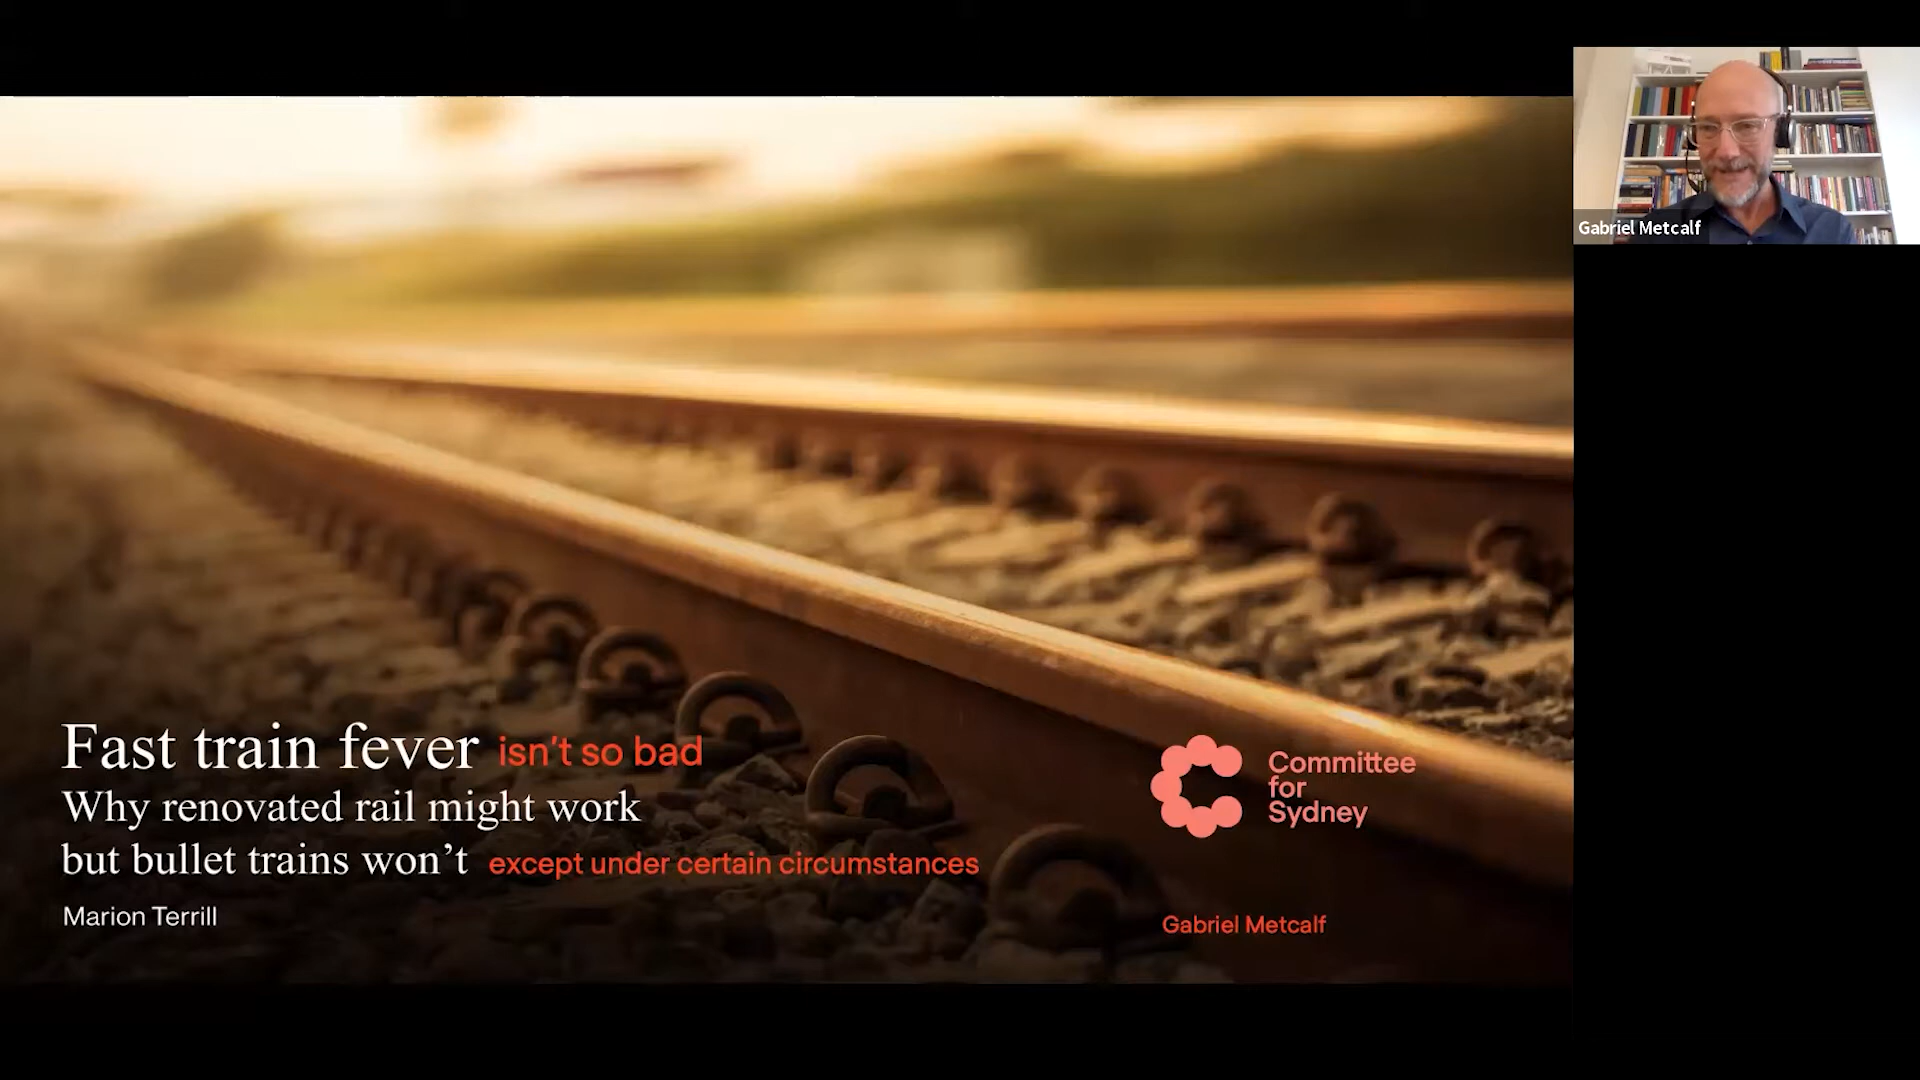 Gabriel Metcalf
Fast train fever isn't so bad
Why renovated rail might work
but bullet trains won’t except under certain circumstances
Marion Terrill
Committee
for
Sydney
Gabriel Metcalf